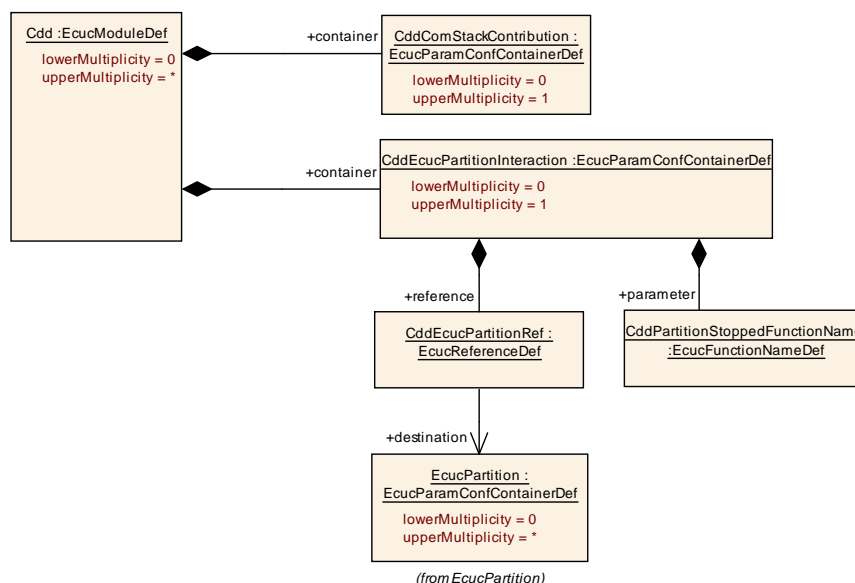 Cdd :EcucModuleDef
lowerMultiplicity = 0
upperMultiplicity = *
+container
CddComStackContribution :
EcucParamConfContainerDef
lowerMultiplicity = 0
upperMultiplicity = 1
+container
CddEcucPartitionInteraction :EcucParamConfContainerDef
lowerMultiplicity = 0
upperMultiplicity = 1
+reference
+parameter
CddEcucPartitionRef :
EcucReferenceDef
CddPartitionStoppedFunctionName
:EcucFunctionNameDef
+destination
EcucPartition :
EcucParamConfContainerDef
lowerMultiplicity = 0
upperMultiplicity = *
(from EcucPartition)